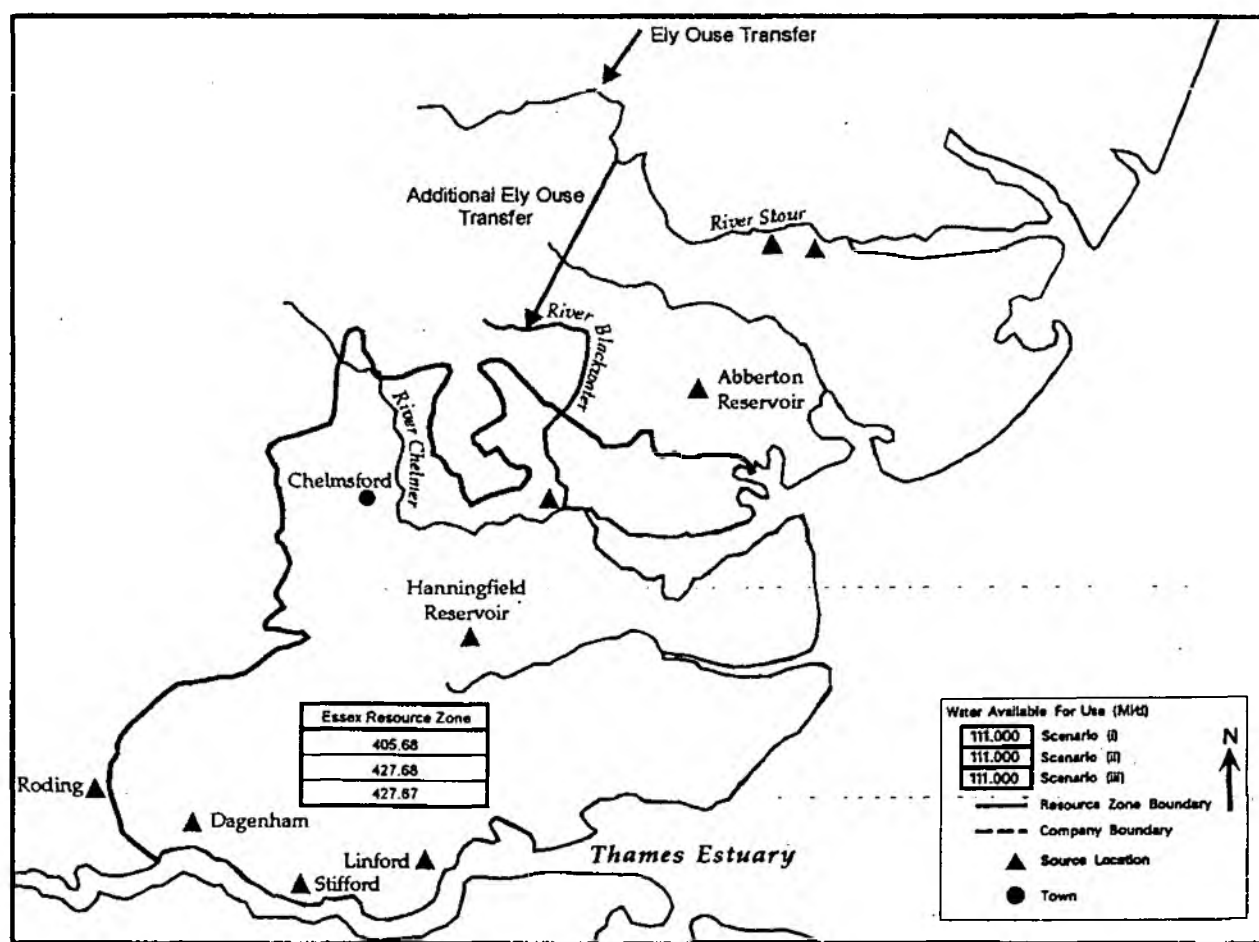 Ely Ouse Transfer
Additional Ely Ouse
Transfer
River Stour
River Blackwater
Abberton
Reservoir
River Chelmer
Chelmsford
Hanningfield
Reservoir
Essex Resource Zone
405.68
427.68
427.67
Roding
Dagenham
Linford
Stifford
Thames Estuary
Water Available For Use (Ml/d)
111.000 Scenario (i)
111.000 Scenario (ii)
111.000 Scenario (iii)
N
Resource Zone Boundary
Company Boundary
Source Location
Town